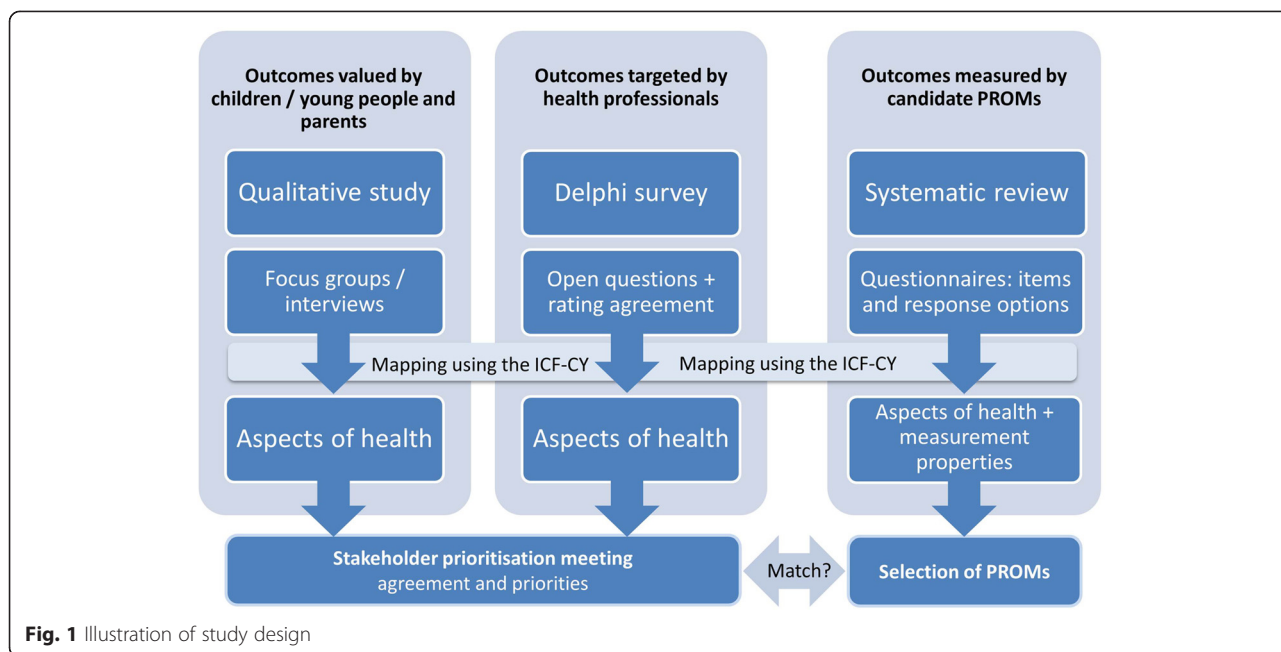 Outcomes valued by
children / young people and
parents
Qualitative study
Focus groups /
interviews
Outcomes targeted by
health professionals
Delphi survey
Open questions +
rating agreement
Outcomes measured by
candidate PROMs
Systematic review
Questionnaires: items
and response options
Mapping using the ICF-CY
Mapping using the ICF-CY
Aspects of health
Aspects of health
Aspects of health +
measurement
properties
Stakeholder prioritisation meeting
agreement and priorities
Match?
Selection of PROMs
Fig. 1 Illustration of study design